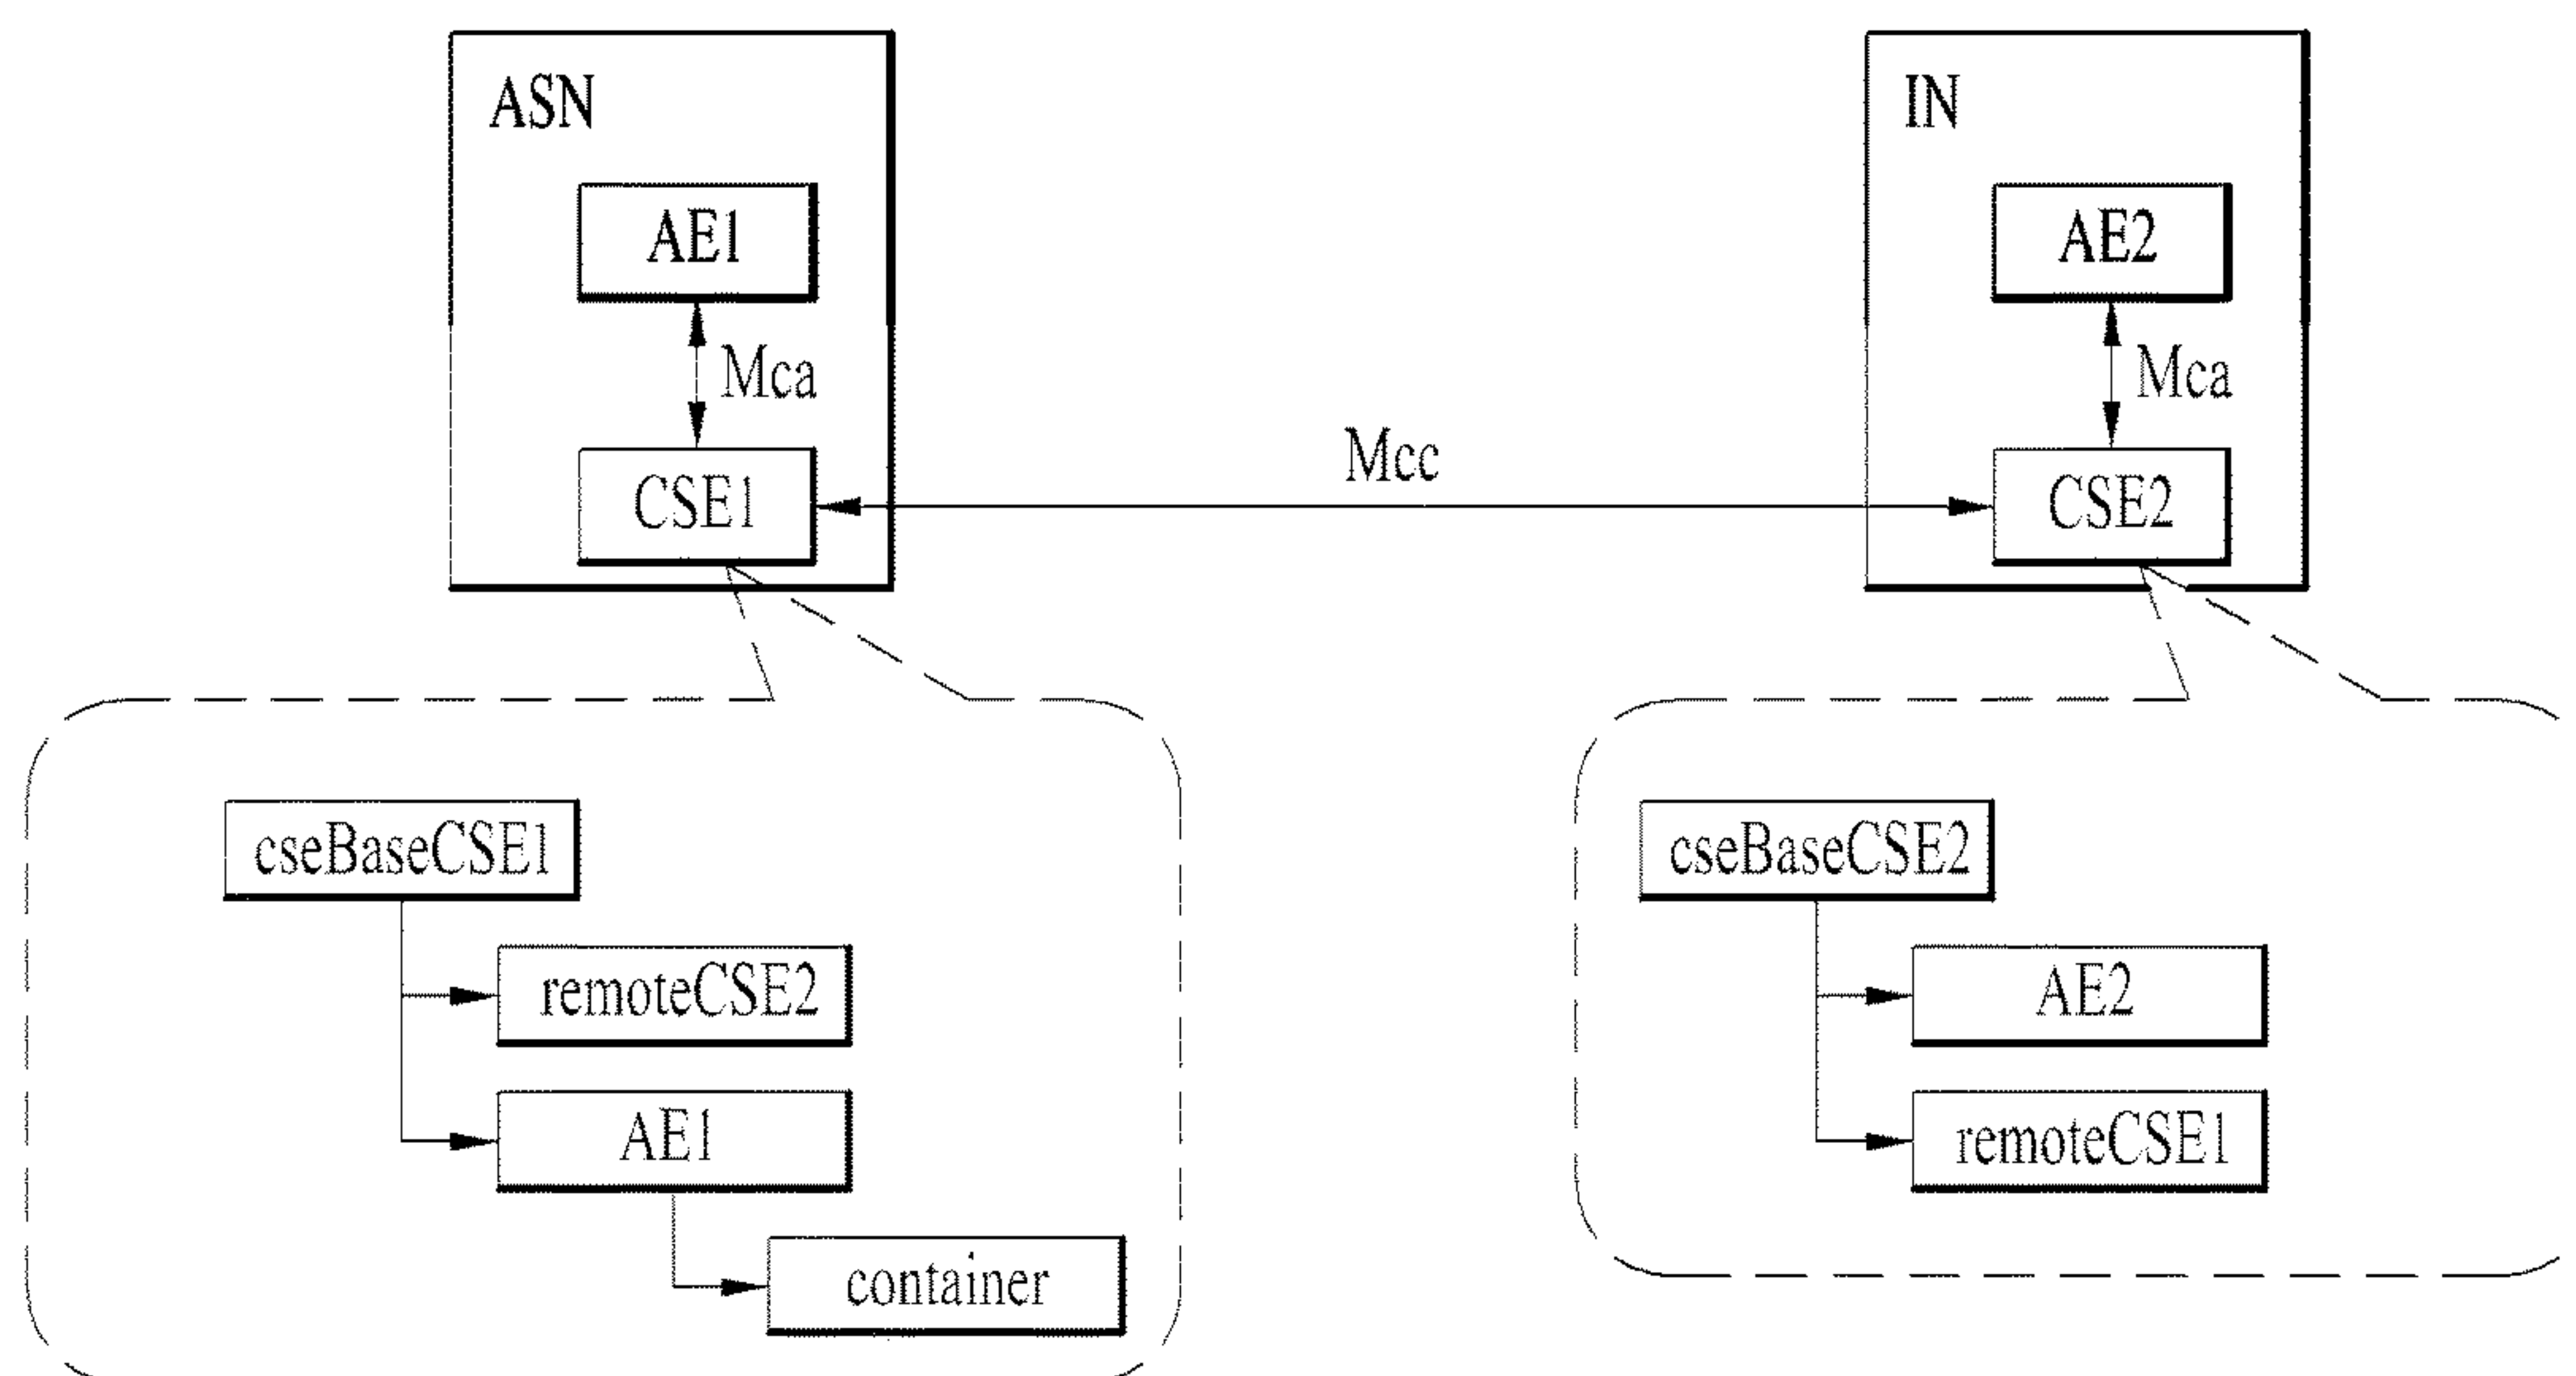 ASN
IN
AE1
AE2
Mca
Mca
Mcc
CSE1
CSE2
cseBaseCSE1
cseBaseCSE2
remoteCSE2
AE2
AE1
remoteCSE1
container